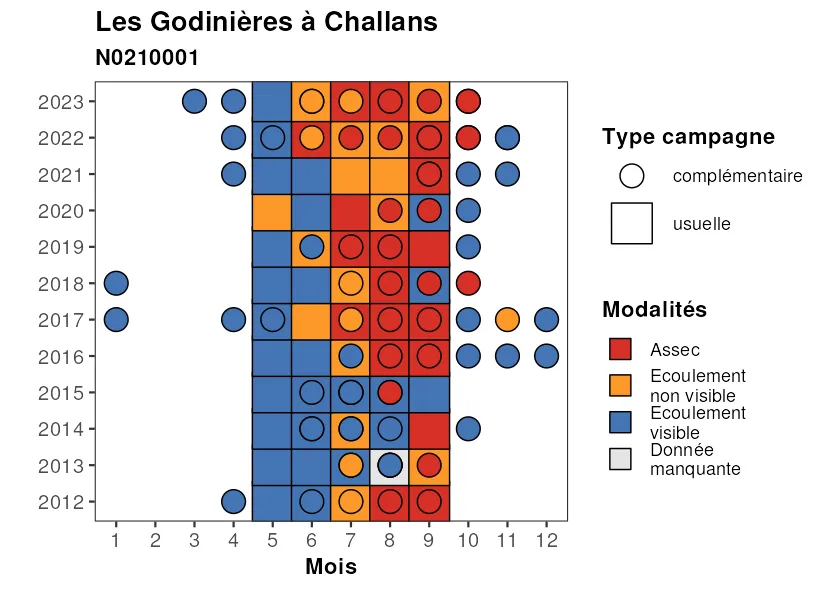 Les Godinières à Challans
N0210001
2023
2022
2021
2020
2019
2018
2017
2016
2015
2014
2013
2012
1 2 3 4 5 6 7 8 9 10 11 12
Mois
Type campagne
complémentaire
usuelle
Modalités
Assec
Ecoulement
non visible
Ecoulement
visible
Donnée
manquante